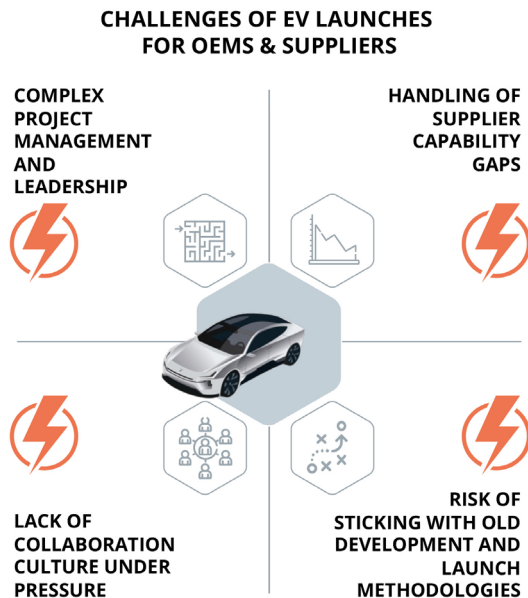 CHALLENGES OF EV LAUNCHES
FOR OEMS & SUPPLIERS
COMPLEX
PROJECT
MANAGEMENT
AND
LEADERSHIP
HANDLING OF
SUPPLIER
CAPABILITY
GAPS
LACK OF
COLLABORATION
CULTURE UNDER
PRESSURE
RISK OF
STICKING WITH OLD
DEVELOPMENT AND
LAUNCH
METHODOLOGIES